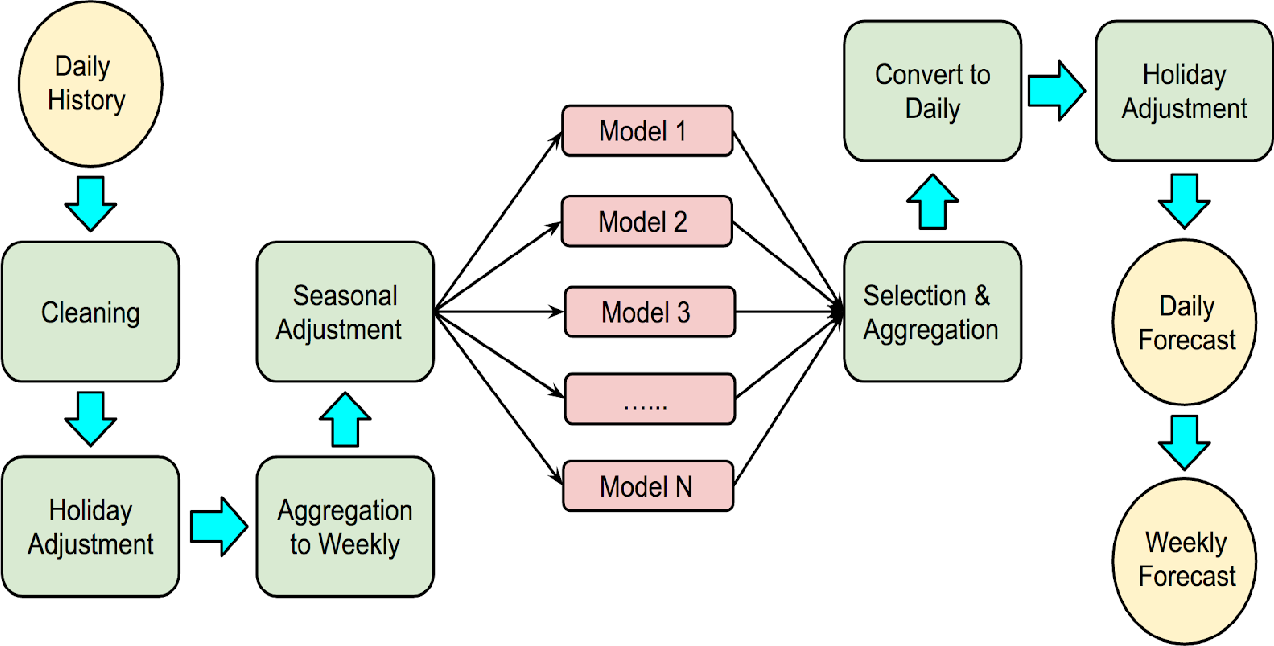 Daily
History
Cleaning
Holiday
Adjustment
Aggregation
to Weekly
Seasonal
Adjustment
Model 1
Model 2
Model 3
......
Model N
Selection &
Aggregation
Convert to
Daily
Holiday
Adjustment
Daily
Forecast
Weekly
Forecast